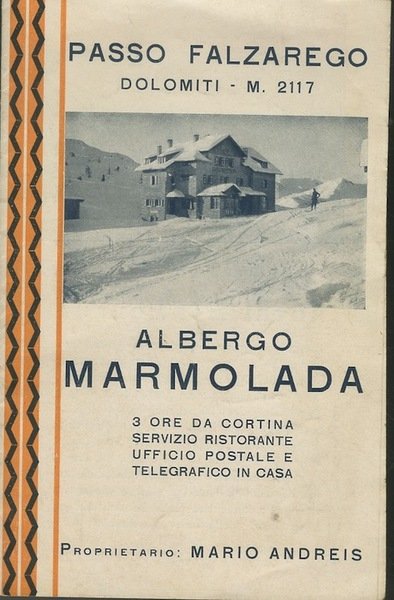 PASSO FALZAREGO
DOLOMITI - M. 2117
ALBERGO
MARMOLADA
3 ORE DA CORTINA
SERVIZIO RISTORANTE
UFFICIO POSTALE E
TELEGRAFICO IN CASA
PROPRIETARIO: MARIO ANDREIS